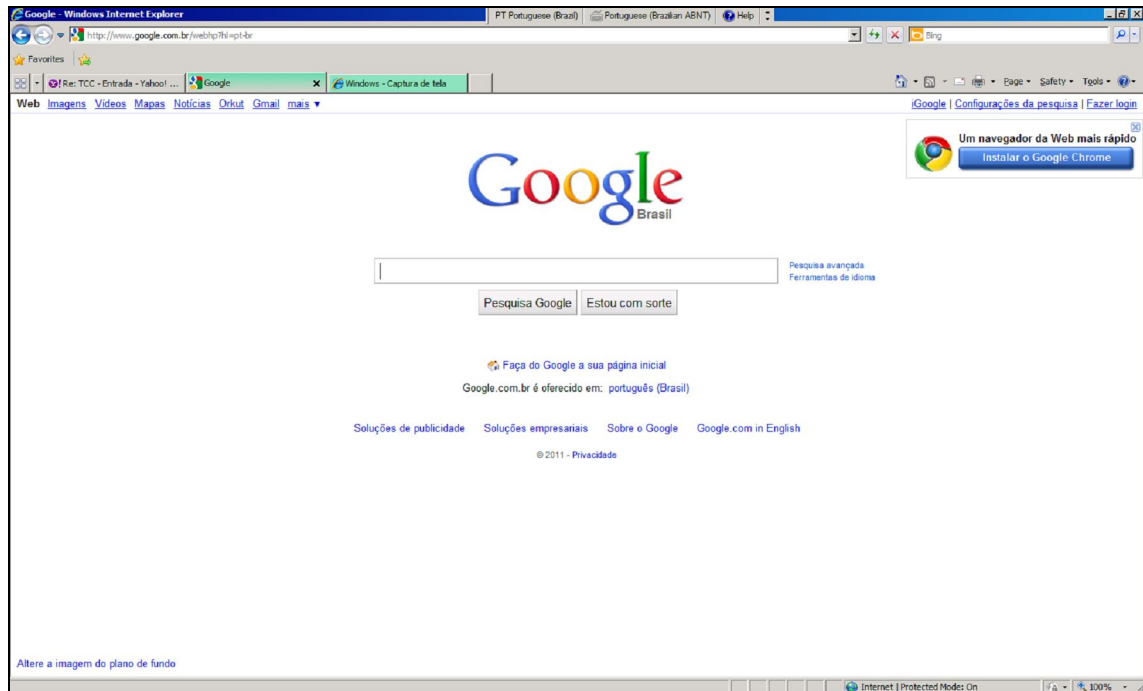 Google - Windows Internet Explorer
PT Portuguese (Brazil) Portuguese (Brazilian ABNT) Help
http://www.google.com.br/webhp?hl=pt-br
Bing
Favorites
Re: TCC - Entrada - Yahoo! ... Google Windows - Captura de tela
Page Safety Tools
Web Imagens Vídeos Mapas Notícias Orkut Gmail mais ▼
iGoogle | Configurações da pesquisa | Fazer login
Um navegador da Web mais rápido
Instalar o Google Chrome
Google
Brasil
Pesquisa avançada
Ferramentas de idioma
Pesquisa Google Estou com sorte
Faça do Google a sua página inicial
Google.com.br é oferecido em: português (Brasil)
Soluções de publicidade Soluções empresariais Sobre o Google Google.com in English
© 2011 - Privacidade
Altere a imagem do plano de fundo
Internet | Protected Mode: On 100%